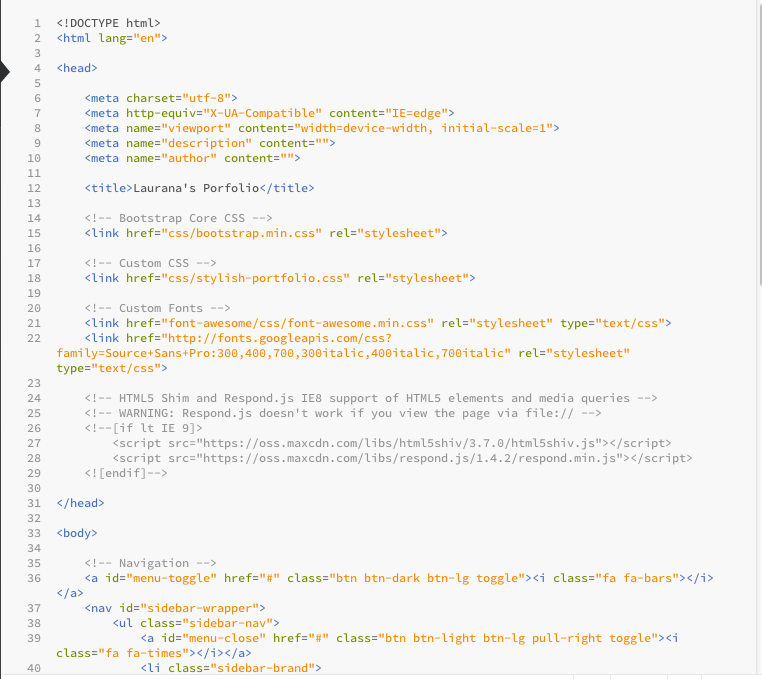 1 <!DOCTYPE html>
2 <html lang="en">
3
4 <head>
5
6 <meta charset="utf-8">
7 <meta http-equiv="X-UA-Compatible" content="IE=edge">
8 <meta name="viewport" content="width=device-width, initial-scale=1">
9 <meta name="description" content="">
10 <meta name="author" content="">
11
12 <title>Laurana's Porfolio</title>
13
14 <!-- Bootstrap Core CSS -->
15 <link href="css/bootstrap.min.css" rel="stylesheet">
16
17 <!-- Custom CSS -->
18 <link href="css/stylish-portfolio.css" rel="stylesheet">
19
20 <!-- Custom Fonts -->
21 <link href="font-awesome/css/font-awesome.min.css" rel="stylesheet" type="text/css">
22 <link href="http://fonts.googleapis.com/css?
family=Source+Sans+Pro:300,400,700,300italic,400italic,700italic" rel="stylesheet"
type="text/css">
23
24 <!-- HTML5 Shim and Respond.js IE8 support of HTML5 elements and media queries -->
25 <!-- WARNING: Respond.js doesn't work if you view the page via file:// -->
26 <!--[if lt IE 9]>
27 <script src="https://oss.maxcdn.com/libs/html5shiv/3.7.0/html5shiv.js"></script>
28 <script src="https://oss.maxcdn.com/libs/respond.js/1.4.2/respond.min.js"></script>
29 <![endif]-->
30
31 </head>
32
33 <body>
34
35 <!-- Navigation -->
36 <a id="menu-toggle" href="#" class="btn btn-dark btn-lg toggle"><i class="fa fa-bars"></i>
</a>
37 <nav id="sidebar-wrapper">
38 <ul class="sidebar-nav">
39 <a id="menu-close" href="#" class="btn btn-light btn-lg pull-right toggle"><i
class="fa fa-times"></i></a>
40 <li class="sidebar-brand">